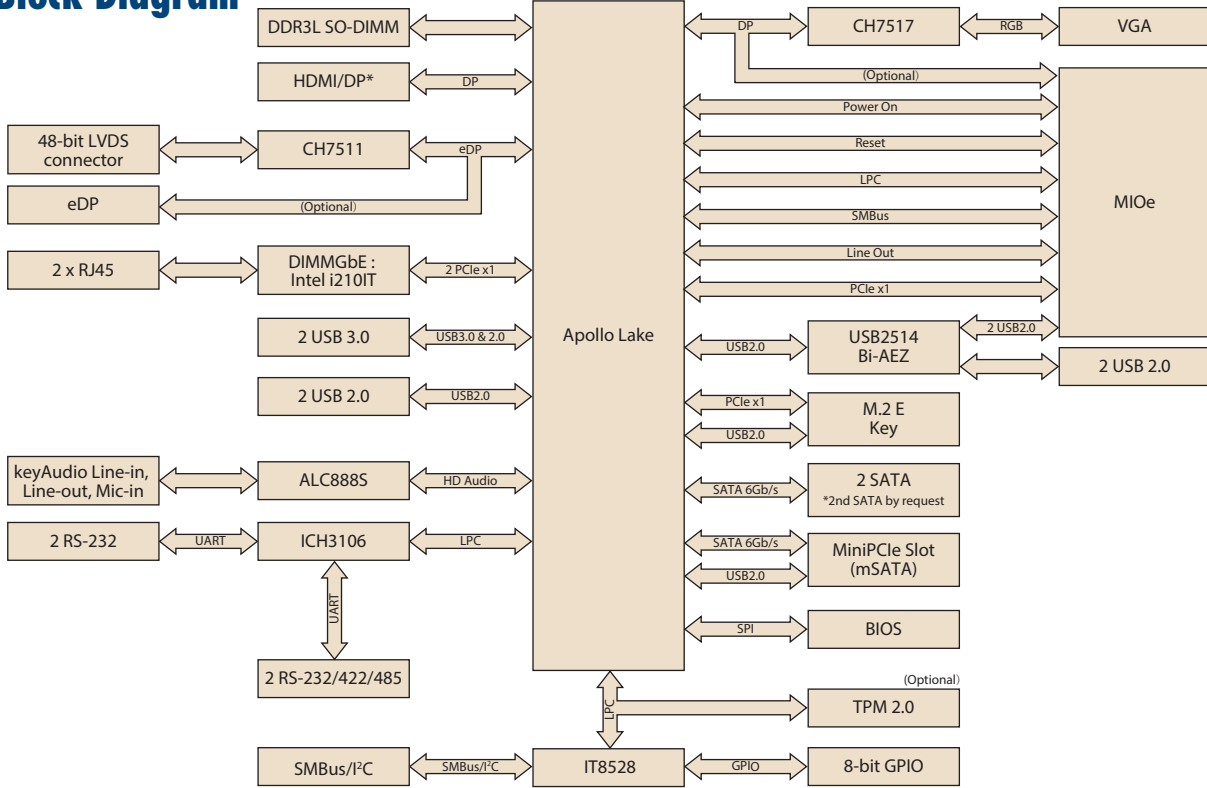 Block Diagram
DDR3L SO-DIMM
HDMI/DP*
DP
48-bit LVDS
connector
CH7511
eDP
eDP
(Optional)
2 x RJ45
DIMMGbE :
Intel i210IT
2 PCIe x1
2 USB 3.0
USB3.0 & 2.0
2 USB 2.0
USB2.0
keyAudio Line-in,
Line-out, Mic-in
ALC888S
HD Audio
2 RS-232
UART
ICH3106
LPC
UART
2 RS-232/422/485
Apollo Lake
DP
CH7517
RGB
VGA
(Optional)
Power On
Reset
LPC
SMBus
Line Out
PCIe x1
MIOe
USB2.0
USB2514
Bi-AEZ
2 USB2.0
2 USB 2.0
PCIe x1
USB2.0
M.2 E
Key
SATA 6Gb/s
2 SATA
*2nd SATA by request
SATA 6Gb/s
USB2.0
MiniPCIe Slot
(mSATA)
SPI
BIOS
LPC
(Optional)
TPM 2.0
SMBus/I²C
SMBus/I²C
IT8528
GPIO
8-bit GPIO